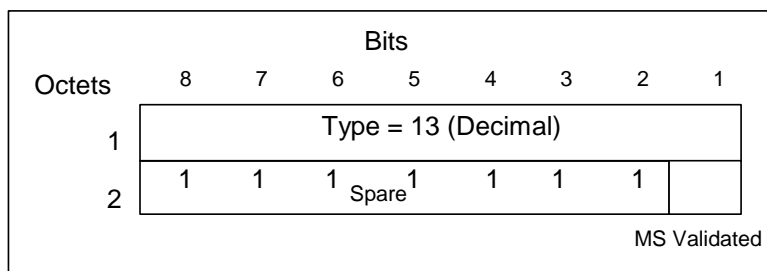 Bits
Octets 8 7 6 5 4 3 2 1
1 Type = 13 (Decimal)
2 1 1 1 1 1 1 1
Spare
MS Validated